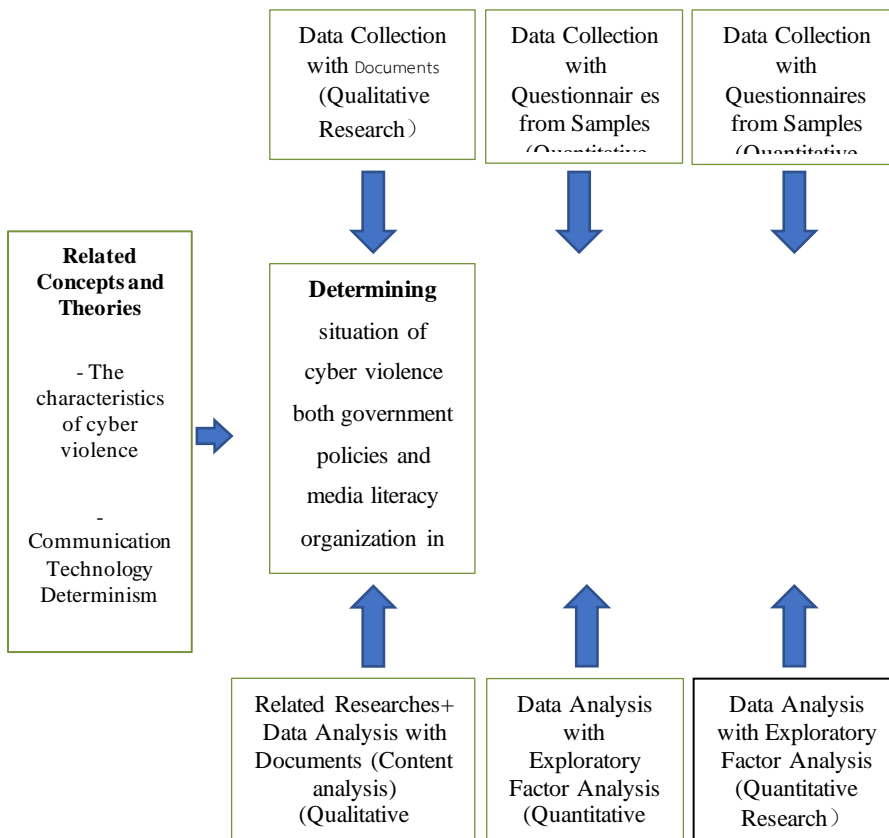 Data Collection
with Documents
(Qualitative
Research）
Data Collection
with
Questionnair es
from Samples
(Quantitative
Data Collection
with
Questionnaires
from Samples
(Quantitative
Related
Concepts and
Theories
- The
characteristics
of cyber
violence
-
Communication
Technology
Determinism
Determining
situation of
cyber violence
both government
policies and
media literacy
organization in
Related Researches+
Data Analysis with
Documents (Content
analysis)
(Qualitative
Data Analysis
with
Exploratory
Factor Analysis
(Quantitative
Data Analysis
with Exploratory
Factor Analysis
(Quantitative
Research）